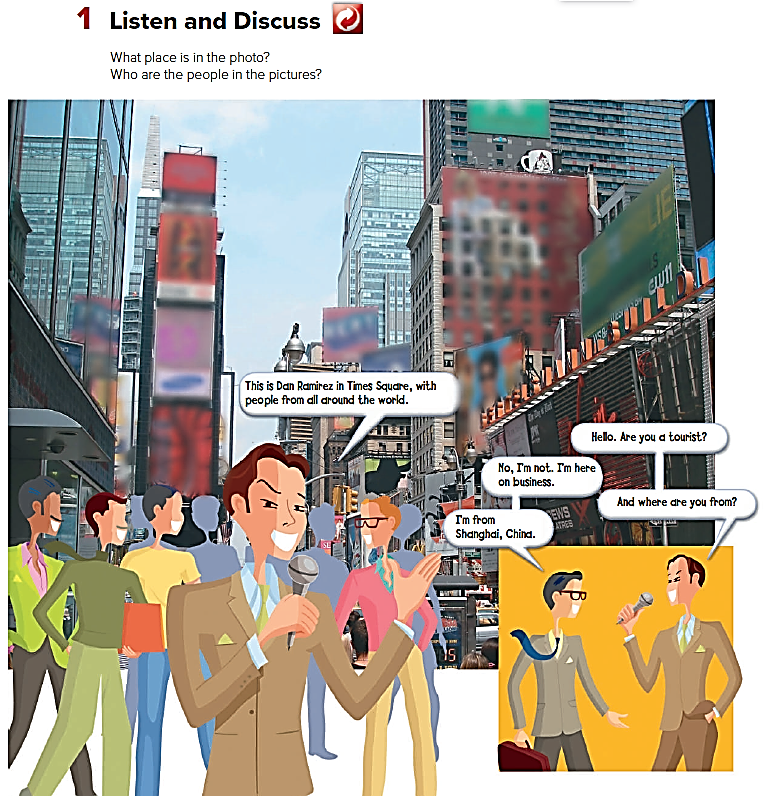 1 Listen and Discuss
What place is in the photo?
Who are the people in the pictures?
This is Dan Ramirez in Times Square, with
people from all around the world.
Hello. Are you a tourist?
No, I'm not. I'm here
on business.
And where are you from?
I'm from
Shanghai, China.
15